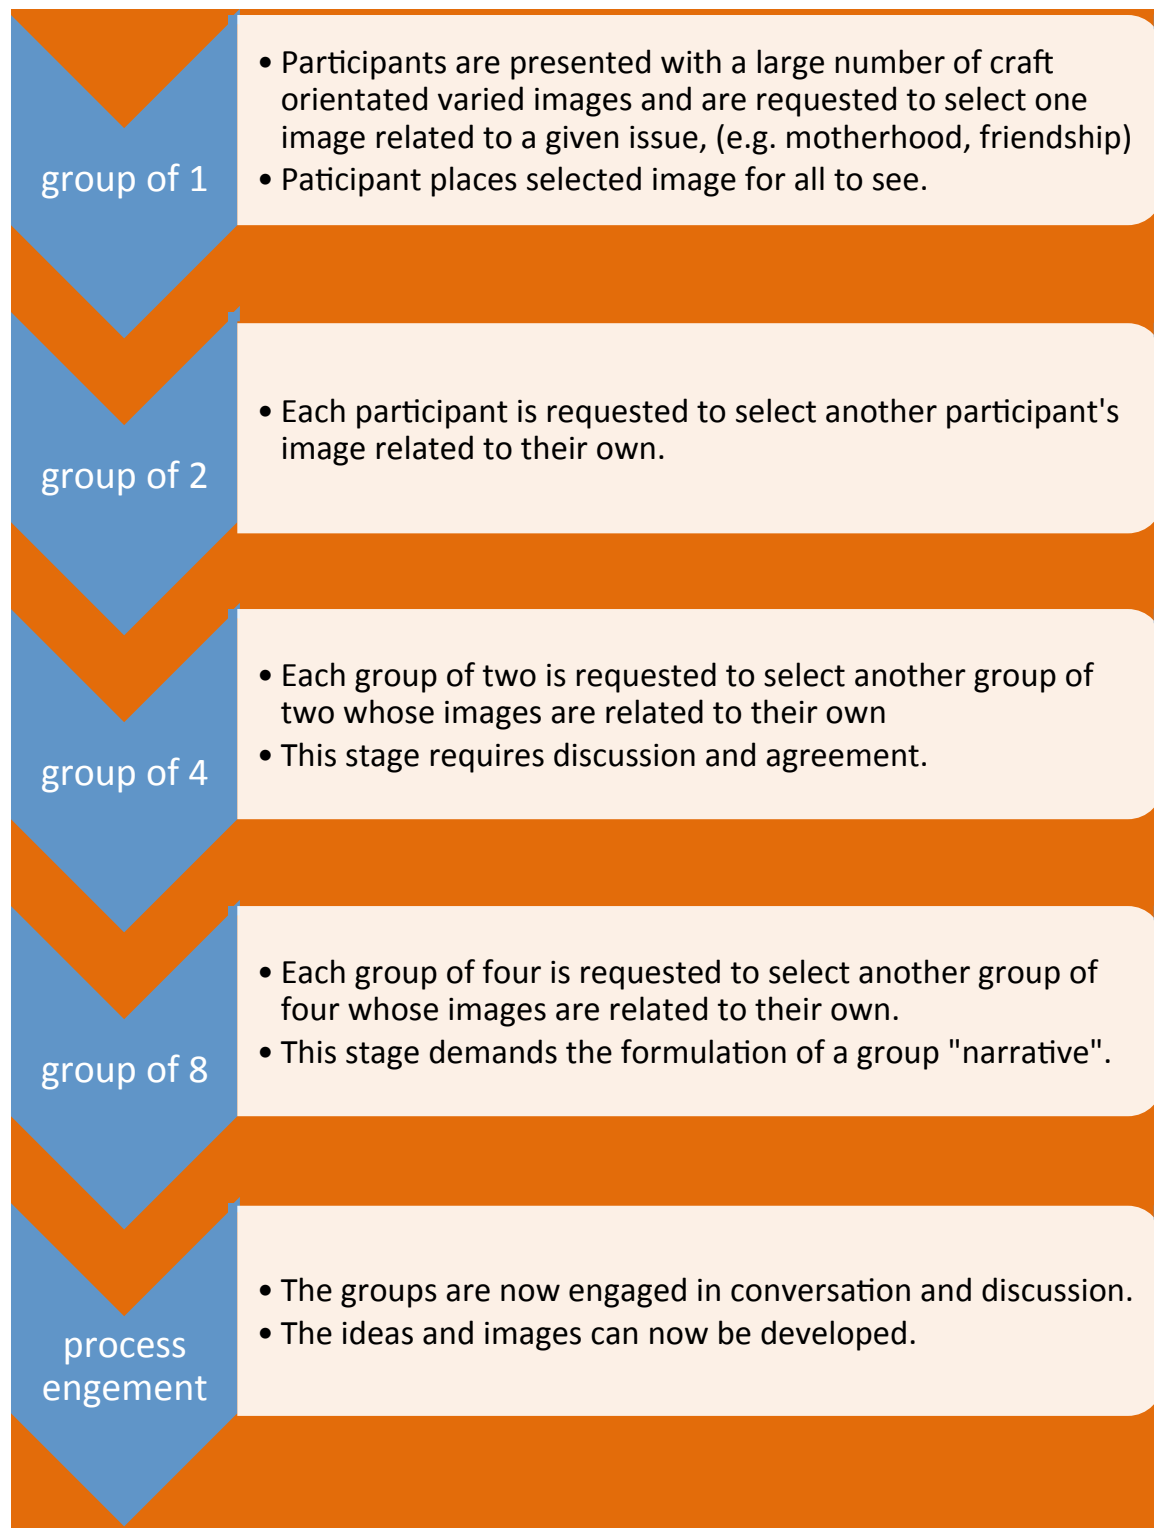 group of 1
• Participants are presented with a large number of craft
orientated varied images and are requested to select one
image related to a given issue, (e.g. motherhood, friendship)
• Paticipant places selected image for all to see.
group of 2
• Each participant is requested to select another participant's
image related to their own.
group of 4
• Each group of two is requested to select another group of
two whose images are related to their own
• This stage requires discussion and agreement.
group of 8
• Each group of four is requested to select another group of
four whose images are related to their own.
• This stage demands the formulation of a group "narrative".
process
engement
• The groups are now engaged in conversation and discussion.
• The ideas and images can now be developed.